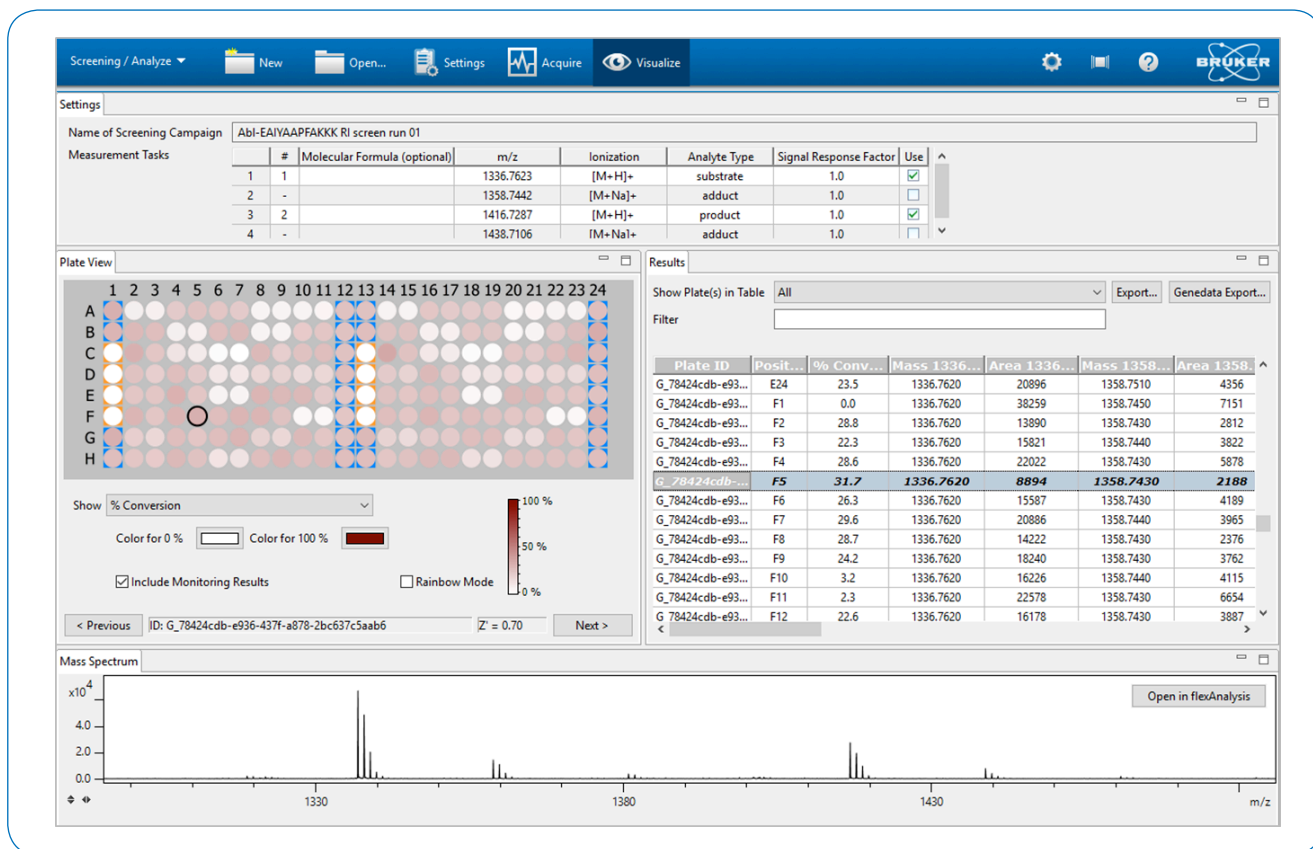 Screening / Analyze New Open... Settings Acquire Visualize BRUKER
Settings
Name of Screening Campaign Abl-EAIYAAPFAKKK RI screen run 01
Measurement Tasks # Molecular Formula (optional) m/z Ionization Analyte Type Signal Response Factor Use
1 1 1336.7623 [M+H]+ substrate 1.0
2 - 1358.7442 [M+Na]+ adduct 1.0
3 2 1416.7287 [M+H]+ product 1.0
4 - 1438.7106 [M+Na]+ adduct 1.0
Plate View
1 2 3 4 5 6 7 8 9 10 11 12 13 14 15 16 17 18 19 20 21 22 23 24
A
B
C
D
E
F
G
H
Show % Conversion
Color for 0 % Color for 100 %
Include Monitoring Results Rainbow Mode
100 %
50 %
0 %
< Previous ID: G_78424cdb-e936-437f-a878-2bc637c5aab6 Z' = 0.70 Next >
Results
Show Plate(s) in Table All Export... Genedata Export...
Filter
Plate ID Posit... % Conv... Mass 1336... Area 1336... Mass 1358... Area 1358.
G_78424cdb-e93... E24 23.5 1336.7620 20896 1358.7510 4356
G_78424cdb-e93... F1 0.0 1336.7620 38259 1358.7450 7151
G_78424cdb-e93... F2 28.8 1336.7620 13890 1358.7430 2812
G_78424cdb-e93... F3 22.3 1336.7620 15821 1358.7440 3822
G_78424cdb-e93... F4 28.6 1336.7620 22022 1358.7430 5878
G_78424cdb-... F5 31.7 1336.7620 8894 1358.7430 2188
G_78424cdb-e93... F6 26.3 1336.7620 15587 1358.7430 4189
G_78424cdb-e93... F7 29.6 1336.7620 20886 1358.7440 3965
G_78424cdb-e93... F8 28.7 1336.7620 14222 1358.7430 2376
G_78424cdb-e93... F9 24.2 1336.7620 18240 1358.7430 3762
G_78424cdb-e93... F10 3.2 1336.7620 16226 1358.7440 4115
G_78424cdb-e93... F11 2.3 1336.7620 22578 1358.7430 6654
G_78424cdb-e93... F12 22.6 1336.7620 16178 1358.7430 3887
Mass Spectrum
x10 4
Open in flexAnalysis
4.0
2.0
0.0
1330 1380 1430 m/z